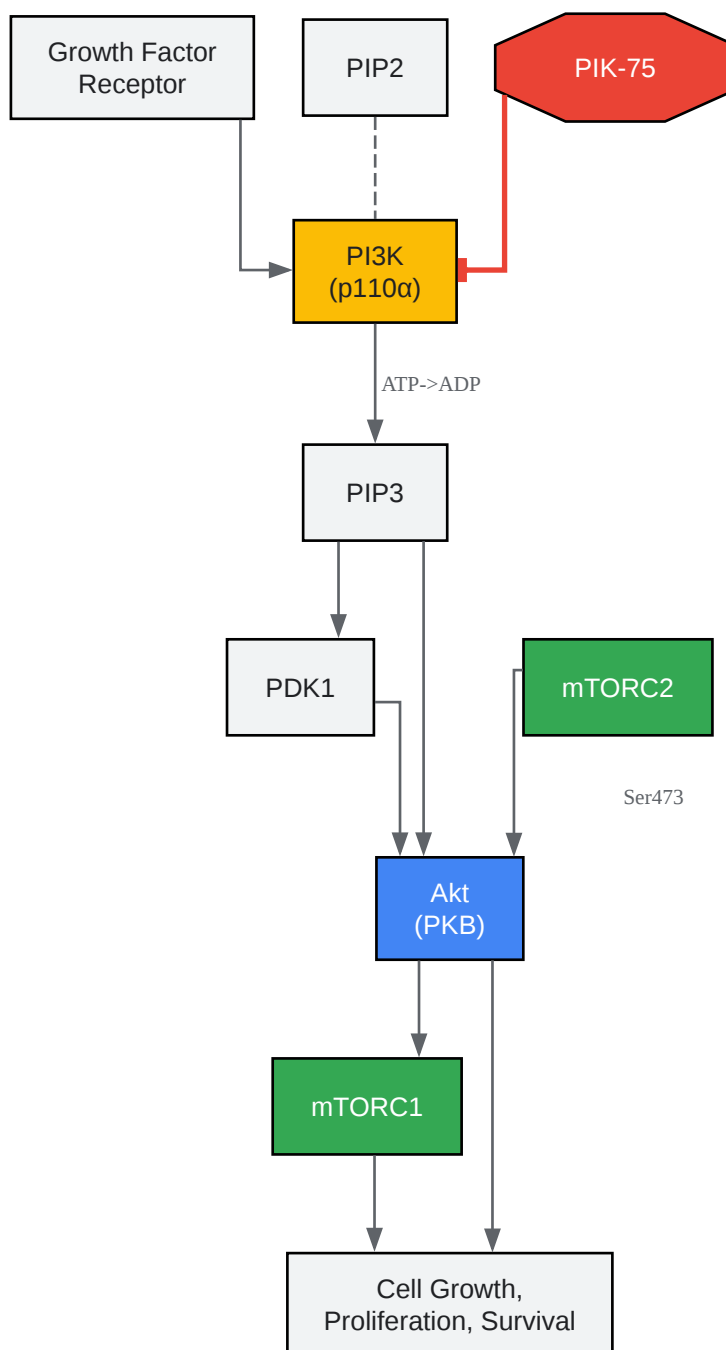 Growth Factor
Receptor
PIP2
PIK-75
PI3K
(p110α)
ATP->ADP
PIP3
PDK1
mTORC2
Ser473
Akt
(PKB)
mTORC1
Cell Growth,
Proliferation, Survival